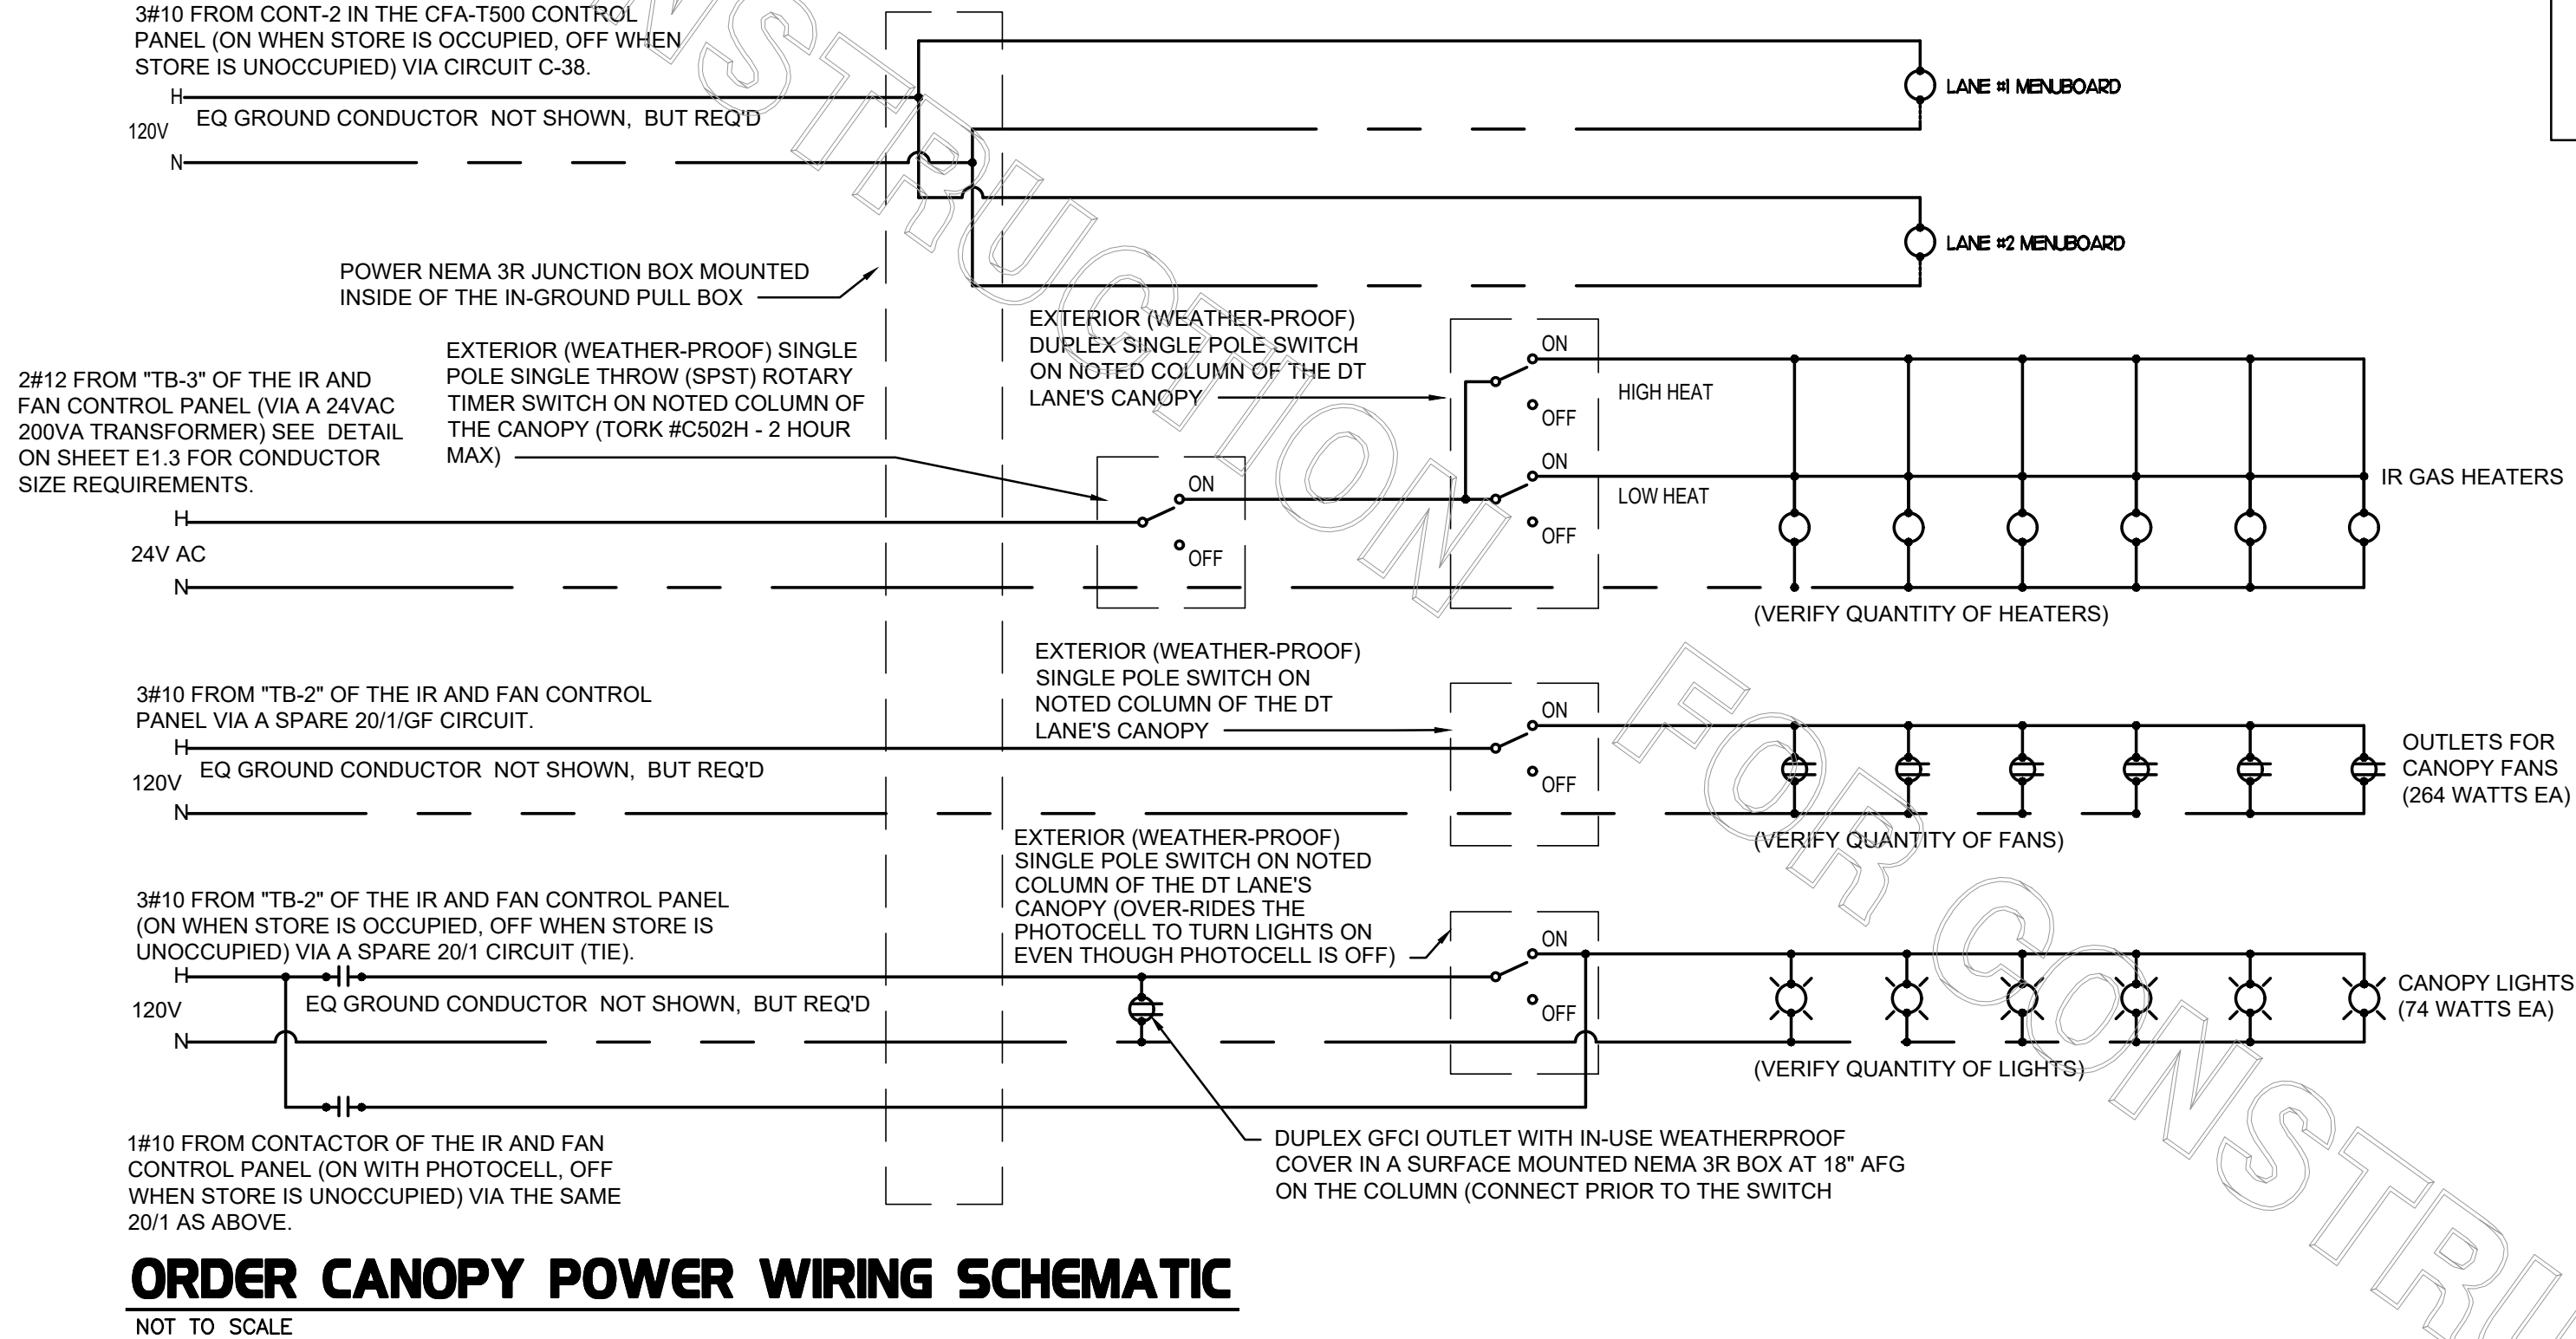 3#10 FROM CONT-2 IN THE CFA-T500 CONTROL
PANEL (ON WHEN STORE IS OCCUPIED, OFF WHEN
STORE IS UNOCCUPIED) VIA CIRCUIT C-38.
H
EQ GROUND CONDUCTOR NOT SHOWN, BUT REQ'D
120V
N
LANE #1 MENUBOARD
LANE #2 MENUBOARD
POWER NEMA 3R JUNCTION BOX MOUNTED
INSIDE OF THE IN-GROUND PULL BOX
2#12 FROM "TB-3" OF THE IR AND
FAN CONTROL PANEL (VIA A 24VAC
200VA TRANSFORMER) SEE DETAIL
ON SHEET E1.3 FOR CONDUCTOR
SIZE REQUIREMENTS.
EXTERIOR (WEATHER-PROOF) SINGLE
POLE SINGLE THROW (SPST) ROTARY
TIMER SWITCH ON NOTED COLUMN OF
THE CANOPY (TORK #C502H - 2 HOUR
MAX)
EXTERIOR (WEATHER-PROOF)
DUPLEX SINGLE POLE SWITCH
ON NOTED COLUMN OF THE DT
LANE'S CANOPY
ON
OFF
HIGH HEAT
ON
OFF
LOW HEAT
ON
OFF
IR GAS HEATERS
H
24V AC
N
(VERIFY QUANTITY OF HEATERS)
3#10 FROM "TB-2" OF THE IR AND FAN CONTROL
PANEL VIA A SPARE 20/1/GF CIRCUIT.
H
EQ GROUND CONDUCTOR NOT SHOWN, BUT REQ'D
120V
N
EXTERIOR (WEATHER-PROOF)
SINGLE POLE SWITCH ON
NOTED COLUMN OF THE DT
LANE'S CANOPY
ON
OFF
OUTLETS FOR
CANOPY FANS
(264 WATTS EA)
(VERIFY QUANTITY OF FANS)
3#10 FROM "TB-2" OF THE IR AND FAN CONTROL PANEL
(ON WHEN STORE IS OCCUPIED, OFF WHEN STORE IS
UNOCCUPIED) VIA A SPARE 20/1 CIRCUIT (TIE).
H
EQ GROUND CONDUCTOR NOT SHOWN, BUT REQ'D
120V
N
EXTERIOR (WEATHER-PROOF)
SINGLE POLE SWITCH ON NOTED
COLUMN OF THE DT LANE'S
CANOPY (OVER-RIDES THE
PHOTOCELL TO TURN LIGHTS ON
EVEN THOUGH PHOTOCELL IS OFF)
ON
OFF
CANOPY LIGHTS
(74 WATTS EA)
(VERIFY QUANTITY OF LIGHTS)
1#10 FROM CONTACTOR OF THE IR AND FAN
CONTROL PANEL (ON WITH PHOTOCELL, OFF
WHEN STORE IS UNOCCUPIED) VIA THE SAME
20/1 AS ABOVE.
DUPLEX GFCI OUTLET WITH IN-USE WEATHERPROOF
COVER IN A SURFACE MOUNTED NEMA 3R BOX AT 18" AFG
ON THE COLUMN (CONNECT PRIOR TO THE SWITCH
ORDER CANOPY POWER WIRING SCHEMATIC
NOT TO SCALE
NSTRUCTION
FOR CONSTRU